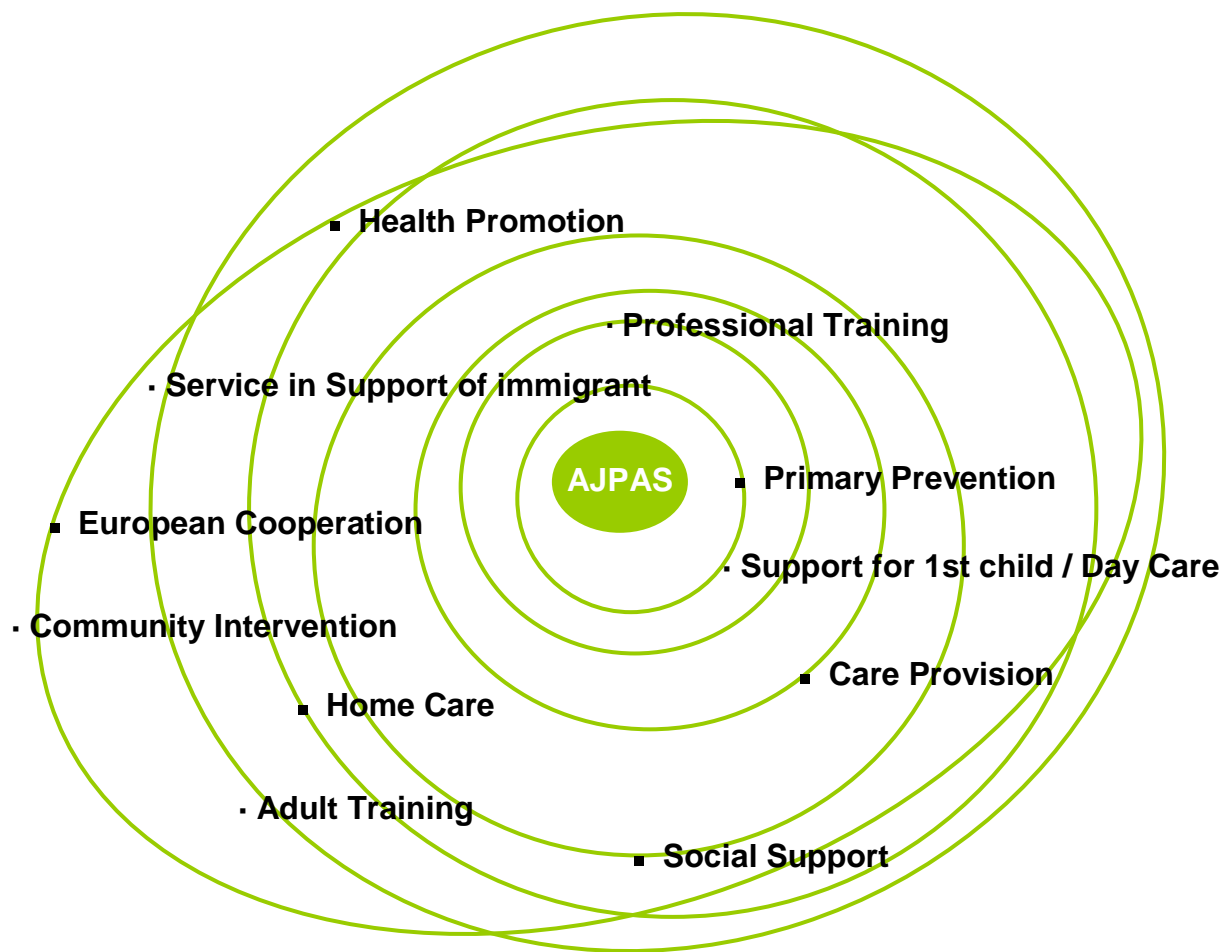 ▪ Health Promotion
· Professional Training
· Service in Support of immigrant
AJPAS
▪ Primary Prevention
▪ European Cooperation
· Support for 1st child / Day Care
· Community Intervention
▪ Care Provision
▪ Home Care
· Adult Training
▪ Social Support